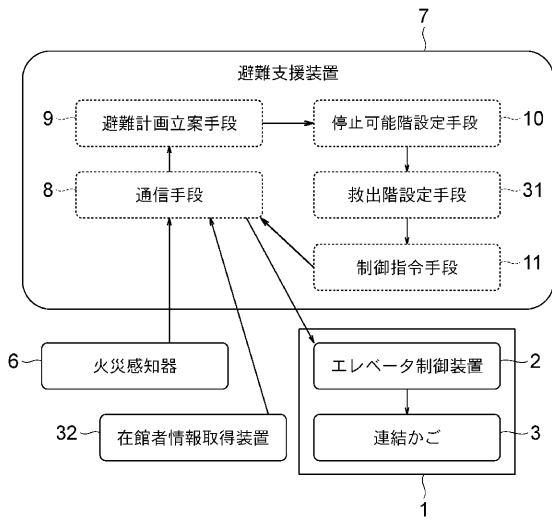 7
避難支援装置
9
避難計画立案手段
停止可能階設定手段
10
8
通信手段
救出階設定手段
31
制御指令手段
11
6
火災感知器
エレベータ制御装置
2
32
在館者情報取得装置
連結かご
3
1